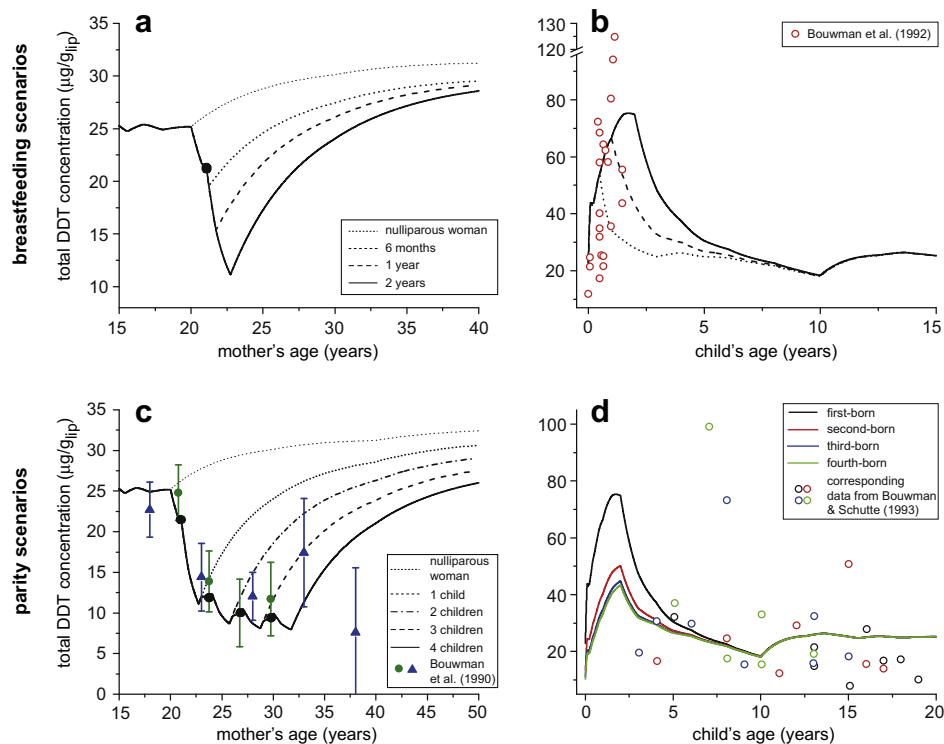 breastfeeding scenarios
a
total DDT concentration (µg/g_lip)
35
30
25
20
15
10
15 20 25 30 35 40
mother's age (years)
nulliparous woman
6 months
1 year
2 years
b
130
120
100
80
60
40
20
0 5 10 15
child's age (years)
Bouwman et al. (1992)
parity scenarios
c
total DDT concentration (µg/g_lip)
35
30
25
20
15
10
5
0
15 20 25 30 35 40 45 50
mother's age (years)
nulliparous
woman
1 child
2 children
3 children
4 children
Bouwman
et al. (1990)
d
100
80
60
40
20
0 5 10 15 20
child's age (years)
first-born
second-born
third-born
fourth-born
corresponding
data from Bouwman
& Schutte (1993)